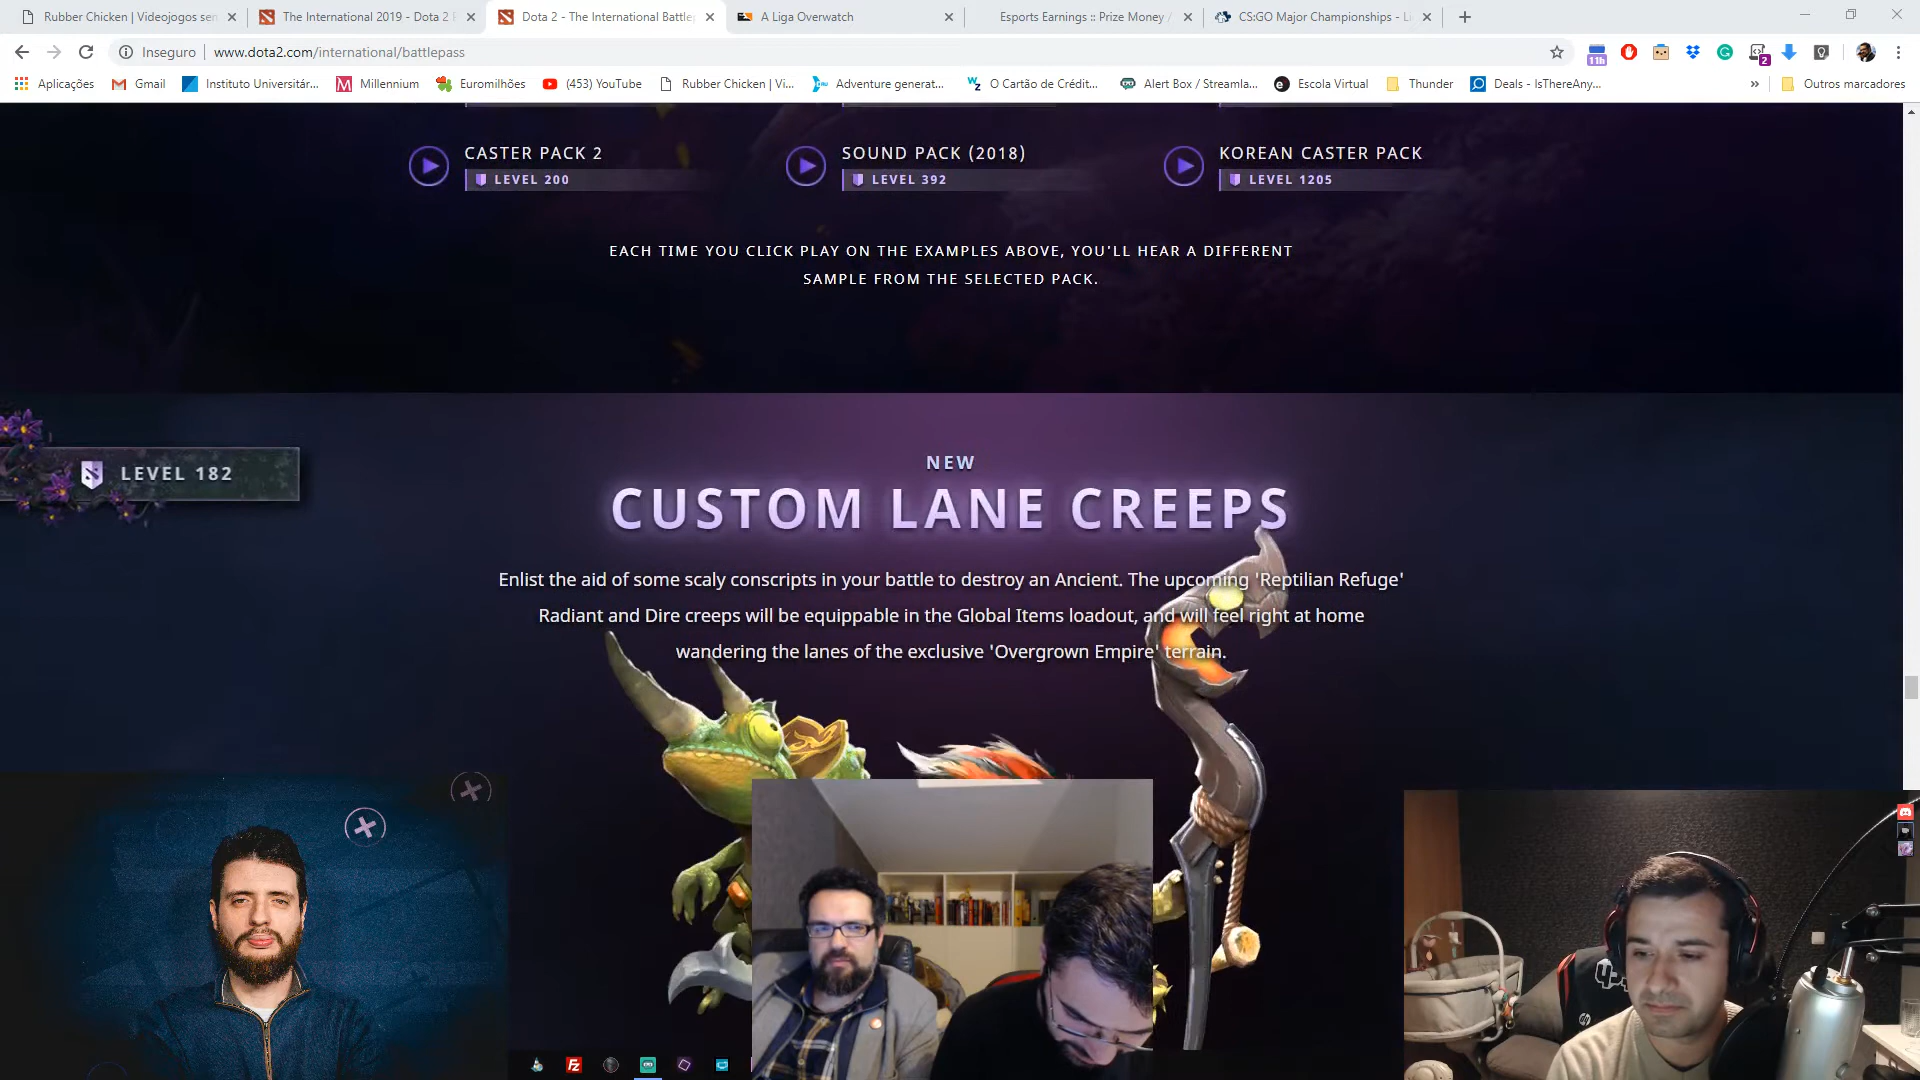 Rubber Chicken | Videojogos sem
The International 2019 - Dota 2 P
Dota 2 - The International Battle
A Liga Overwatch
Esports Earnings :: Prize Money /
CS:GO Major Championships - Li
Inseguro
www.dota2.com/international/battlepass
11h
2
Aplicações
Gmail
Instituto Universitár...
Millennium
Euromilhões
(453) YouTube
Rubber Chicken | Vi...
Adventure generat...
O Cartão de Crédit...
Alert Box / Streamla...
Escola Virtual
Thunder
Deals - IsThereAny...
»
Outros marcadores
CASTER PACK 2
LEVEL 200
SOUND PACK (2018)
LEVEL 392
KOREAN CASTER PACK
LEVEL 1205
EACH TIME YOU CLICK PLAY ON THE EXAMPLES ABOVE, YOU'LL HEAR A DIFFERENT
SAMPLE FROM THE SELECTED PACK.
LEVEL 182
NEW
CUSTOM LANE CREEPS
Enlist the aid of some scaly conscripts in your battle to destroy an Ancient. The upcoming 'Reptilian Refuge'
Radiant and Dire creeps will be equippable in the Global Items loadout, and will feel right at home
wandering the lanes of the exclusive 'Overgrown Empire' terrain.
Fz
hp